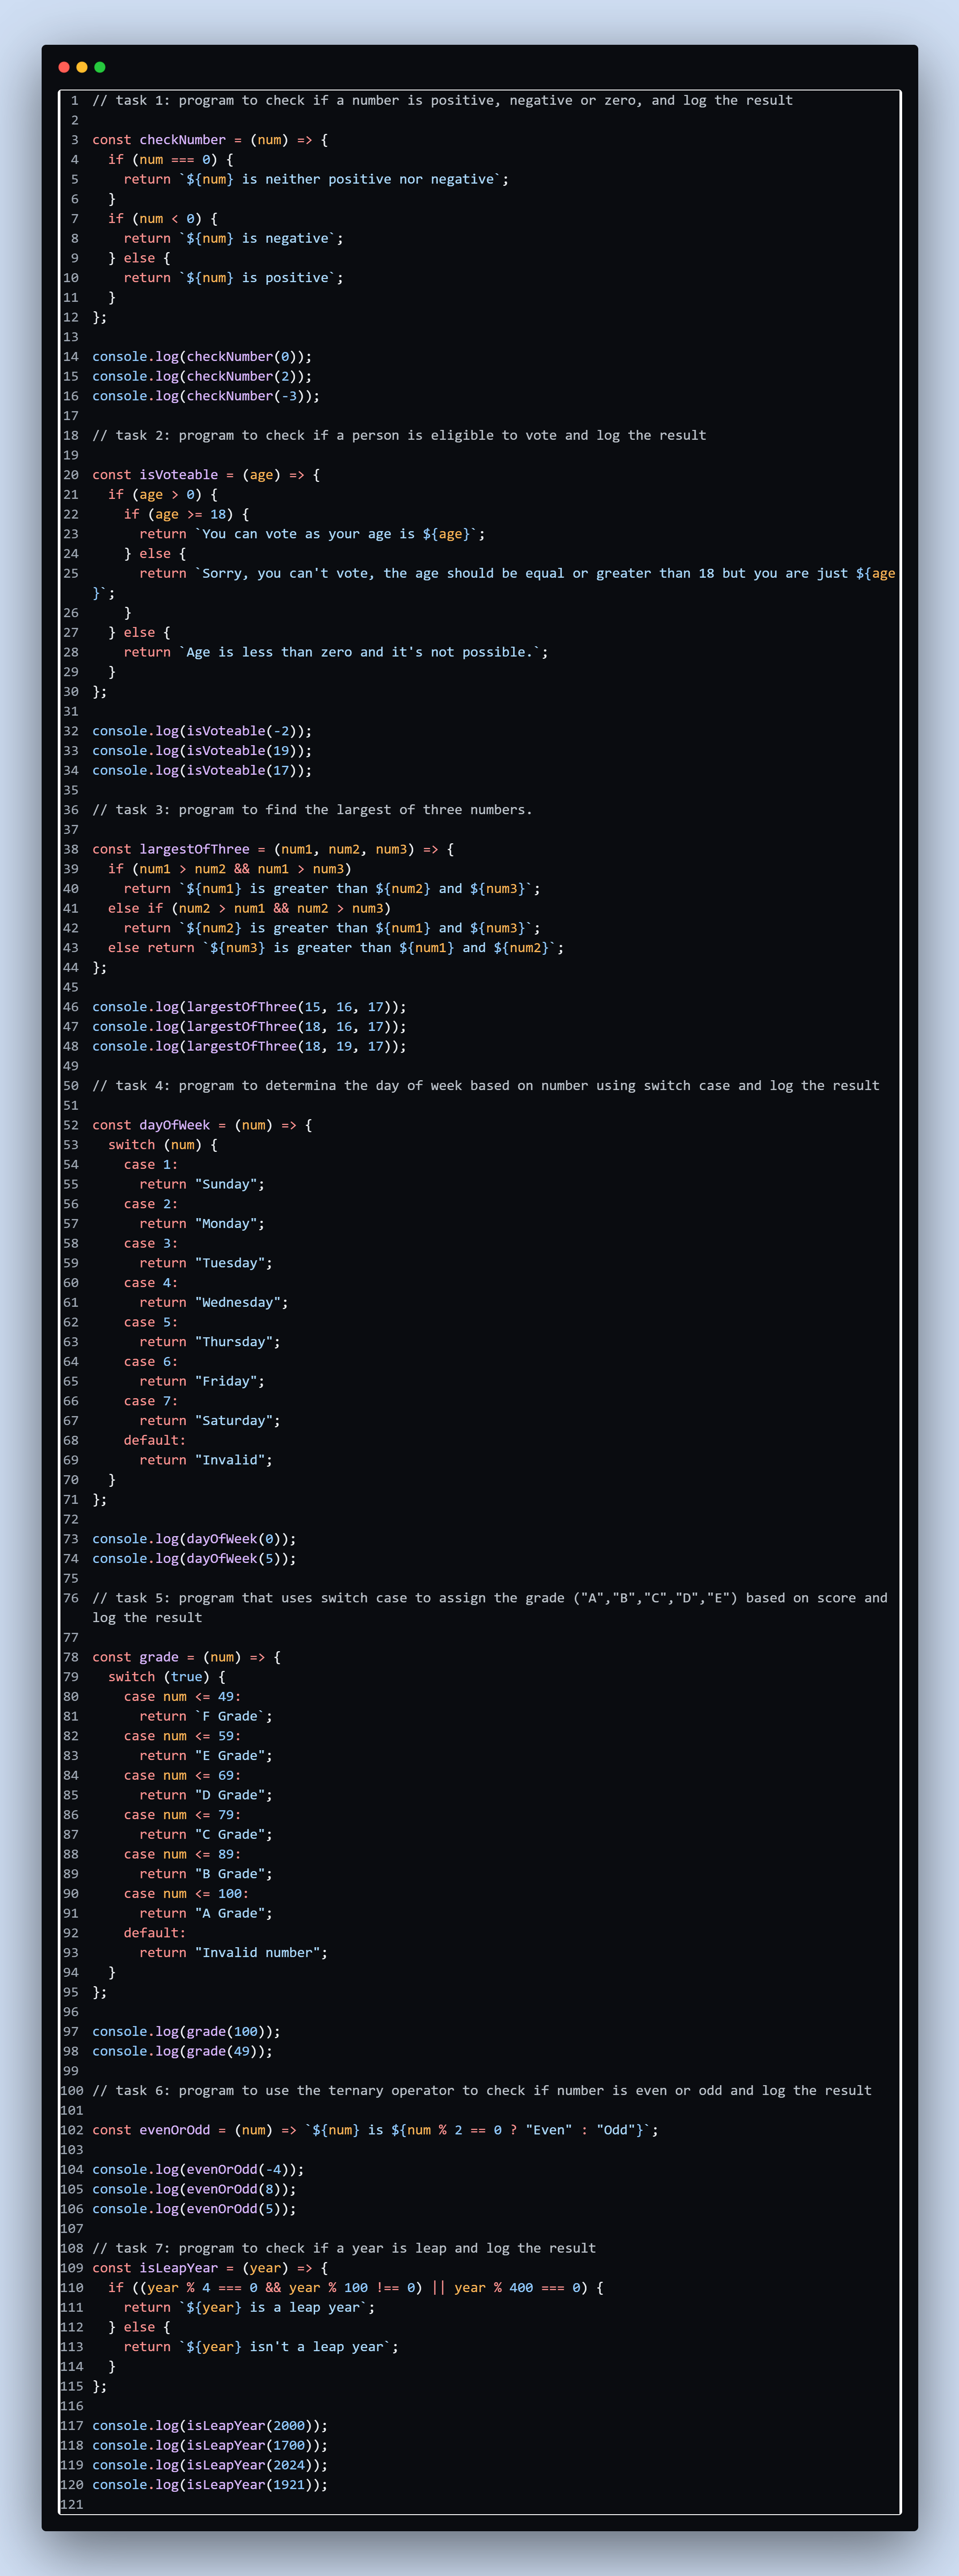 1 // task 1: program to check if a number is positive, negative or zero, and log the result
2
3 const checkNumber = (num) => {
4   if (num === 0) {
5     return `${num} is neither positive nor negative`;
6   }
7   if (num < 0) {
8     return `${num} is negative`;
9   } else {
10     return `${num} is positive`;
11   }
12 };
13
14 console.log(checkNumber(0));
15 console.log(checkNumber(2));
16 console.log(checkNumber(-3));
17
18 // task 2: program to check if a person is eligible to vote and log the result
19
20 const isVoteable = (age) => {
21   if (age > 0) {
22     if (age >= 18) {
23       return `You can vote as your age is ${age}`;
24     } else {
25       return `Sorry, you can't vote, the age should be equal or greater than 18 but you are just ${age
}`;
26     }
27   } else {
28     return `Age is less than zero and it's not possible.`;
29   }
30 };
31
32 console.log(isVoteable(-2));
33 console.log(isVoteable(19));
34 console.log(isVoteable(17));
35
36 // task 3: program to find the largest of three numbers.
37
38 const largestOfThree = (num1, num2, num3) => {
39   if (num1 > num2 && num1 > num3)
40     return `${num1} is greater than ${num2} and ${num3}`;
41   else if (num2 > num1 && num2 > num3)
42     return `${num2} is greater than ${num1} and ${num3}`;
43   else return `${num3} is greater than ${num1} and ${num2}`;
44 };
45
46 console.log(largestOfThree(15, 16, 17));
47 console.log(largestOfThree(18, 16, 17));
48 console.log(largestOfThree(18, 19, 17));
49
50 // task 4: program to determina the day of week based on number using switch case and log the result
51
52 const dayOfWeek = (num) => {
53   switch (num) {
54     case 1:
55       return "Sunday";
56     case 2:
57       return "Monday";
58     case 3:
59       return "Tuesday";
60     case 4:
61       return "Wednesday";
62     case 5:
63       return "Thursday";
64     case 6:
65       return "Friday";
66     case 7:
67       return "Saturday";
68     default:
69       return "Invalid";
70   }
71 };
72
73 console.log(dayOfWeek(0));
74 console.log(dayOfWeek(5));
75
76 // task 5: program that uses switch case to assign the grade ("A","B","C","D","E") based on score and
log the result
77
78 const grade = (num) => {
79   switch (true) {
80     case num <= 49:
81       return `F Grade`;
82     case num <= 59:
83       return "E Grade";
84     case num <= 69:
85       return "D Grade";
86     case num <= 79:
87       return "C Grade";
88     case num <= 89:
89       return "B Grade";
90     case num <= 100:
91       return "A Grade";
92     default:
93       return "Invalid number";
94   }
95 };
96
97 console.log(grade(100));
98 console.log(grade(49));
99
100 // task 6: program to use the ternary operator to check if number is even or odd and log the result
101
102 const evenOrOdd = (num) => `${num} is ${num % 2 == 0 ? "Even" : "Odd"}`;
103
104 console.log(evenOrOdd(-4));
105 console.log(evenOrOdd(8));
106 console.log(evenOrOdd(5));
107
108 // task 7: program to check if a year is leap and log the result
109 const isLeapYear = (year) => {
110   if ((year % 4 === 0 && year % 100 !== 0) || year % 400 === 0) {
111     return `${year} is a leap year`;
112   } else {
113     return `${year} isn't a leap year`;
114   }
115 };
116
117 console.log(isLeapYear(2000));
118 console.log(isLeapYear(1700));
119 console.log(isLeapYear(2024));
120 console.log(isLeapYear(1921));
121